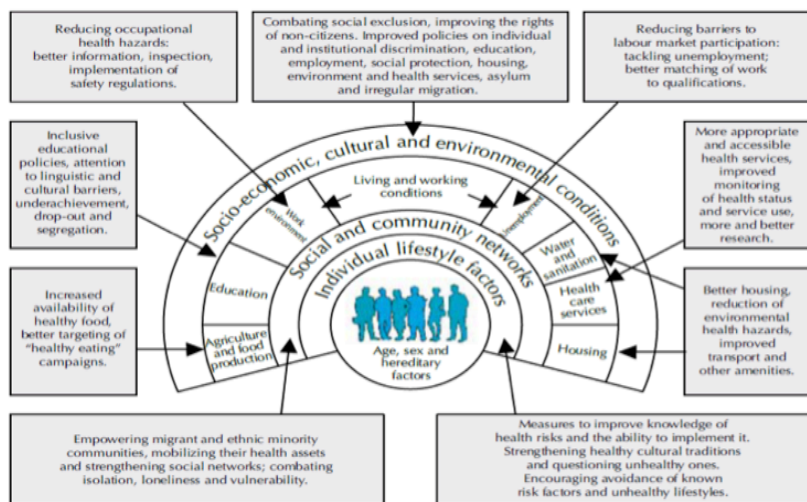 Reducing occupational
health hazards:
better information, inspection,
implementation of
safety regulations.
Combating social exclusion, improving the rights
of non-citizens. Improved policies on individual
and institutional discrimination, education,
employment, social protection, housing,
environment and health services, asylum
and irregular migration.
Reducing barriers to
labour market participation:
tackling unemployment;
better matching of work
to qualifications.
Inclusive
educational
policies, attention
to linguistic and
cultural barriers,
underachievement,
drop-out and
segregation.
More appropriate
and accessible
health services,
improved
monitoring
of health status
and service use,
more and better
research.
Socio-economic, cultural and environmental conditions
Living and working
conditions
Work
environment
Unemployment
Social and community networks
Water
and
sanitation
Individual lifestyle factors
Education
Health
care
services
Agriculture
and food
production
Housing
Age, sex and
hereditary
factors
Increased
availability of
healthy food,
better targeting of
“healthy eating”
campaigns.
Better housing,
reduction of
environmental
health hazards,
improved
transport and
other amenities.
Empowering migrant and ethnic minority
communities, mobilizing their health assets
and strengthening social networks; combating
isolation, loneliness and vulnerability.
Measures to improve knowledge of
health risks and the ability to implement it.
Strengthening healthy cultural traditions
and questioning unhealthy ones.
Encouraging avoidance of known
risk factors and unhealthy lifestyles.